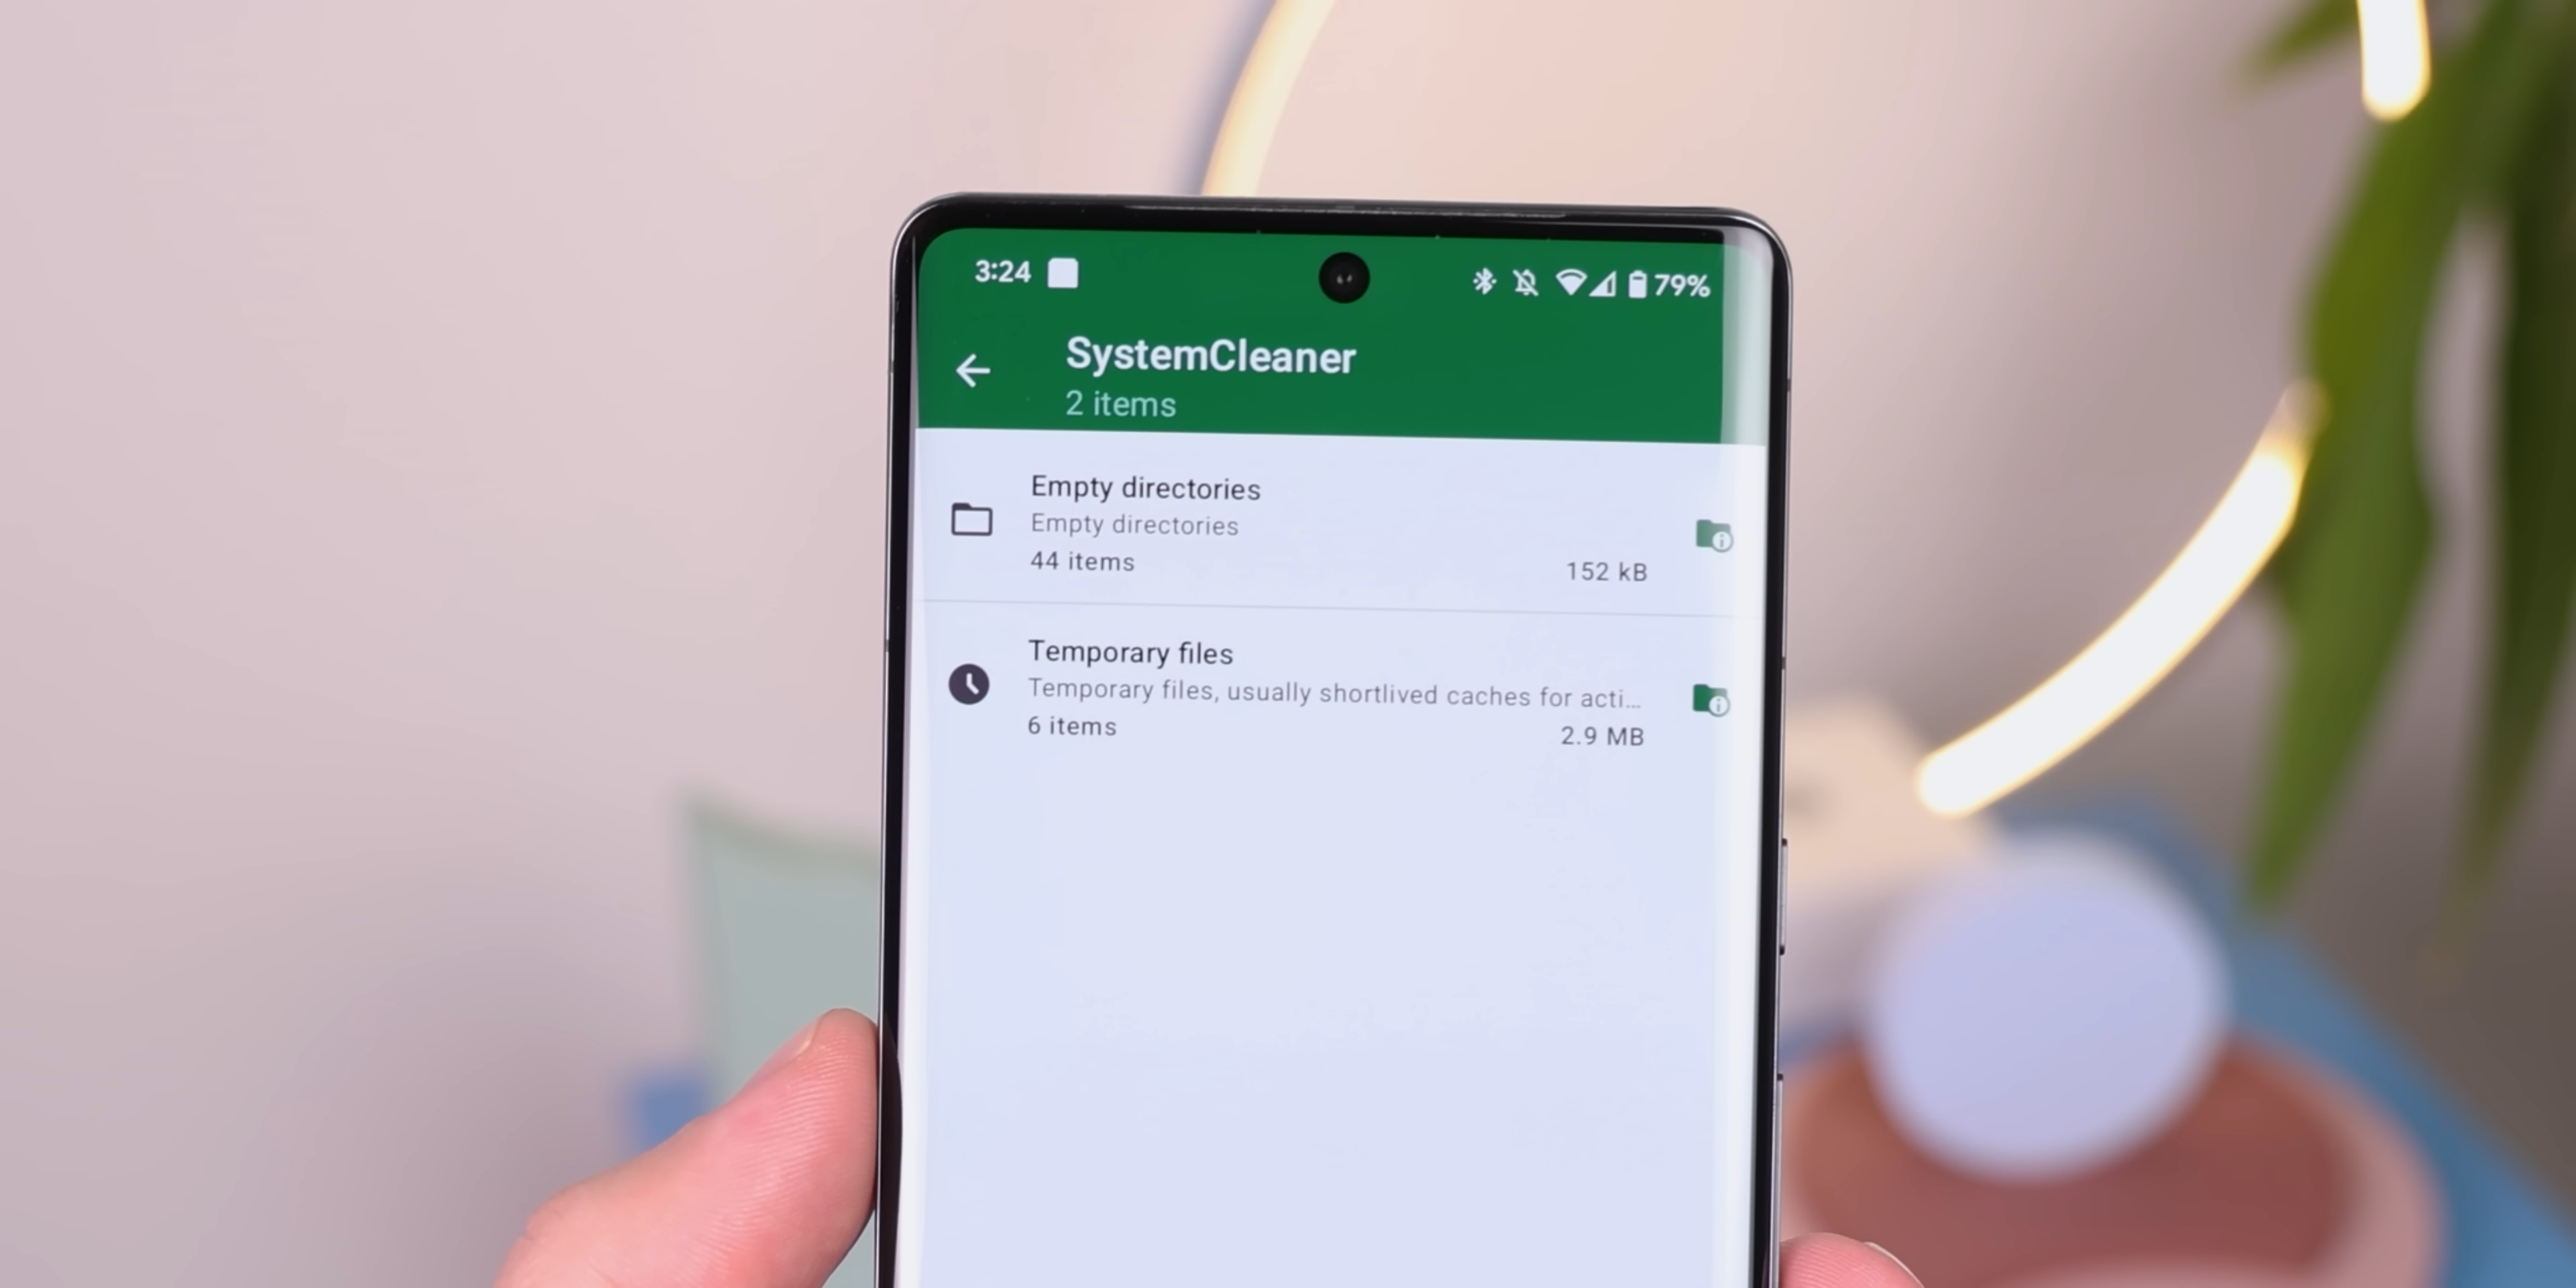 3:24 79%
SystemCleaner
2 items
Empty directories
Empty directories
44 items 152 kB
Temporary files
Temporary files, usually shortlived caches for acti...
6 items 2.9 MB